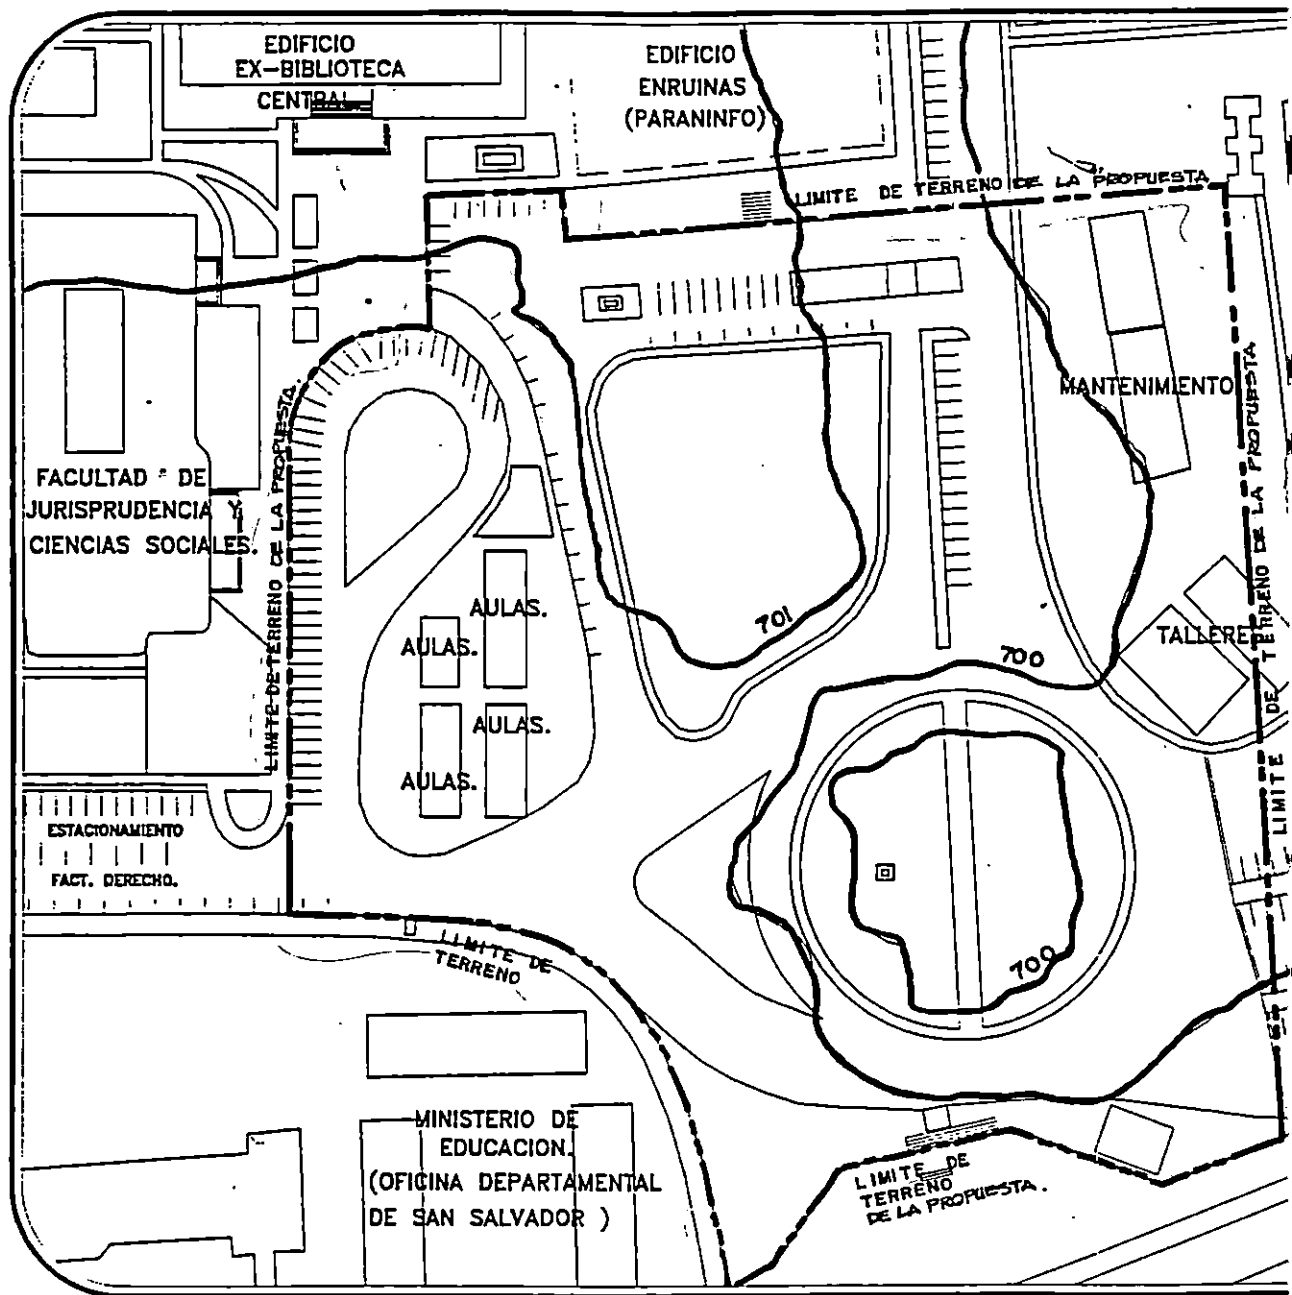 EDIFICIO
EX-BIBLIOTECA
CENTRAL
EDIFICIO
ENRUINAS
(PARANINFO)
LIMITE DE TERRENO DE LA PROPUESTA
MANTENIMIENTO
LIMITE DE TERRENO DE LA PROPUESTA.
FACULTAD DE
JURISPRUDENCIA Y
CIENCIAS SOCIALES.
LIMITE DE TERRENO DE LA PROPUESTA.
AULAS.
AULAS.
701
TALLERE
700
AULAS.
AULAS.
ESTACIONAMIENTO
FACT. DERECHO.
LIMITE DE
TERRENO
700
MINISTERIO DE
EDUCACION.
(OFICINA DEPARTAMENTAL
DE SAN SALVADOR )
LIMITE DE
TERRENO
DE LA PROPUESTA.